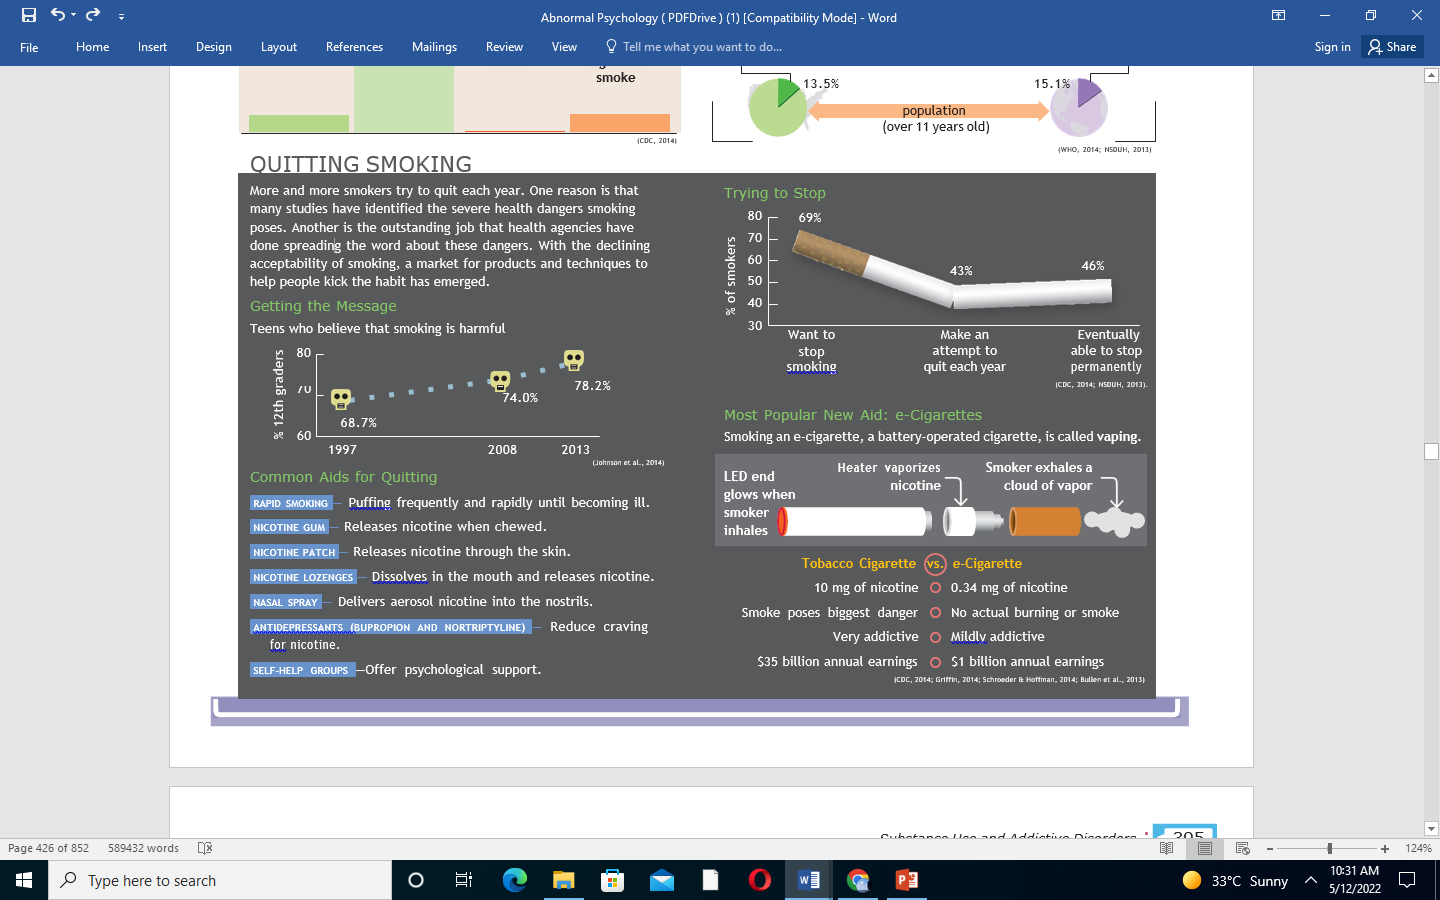 Abnormal Psychology ( PDFDrive ) (1) [Compatibility Mode] - Word
File Home Insert Design Layout References Mailings Review View Tell me what you want to do... Sign in Share
smoke
(CDC, 2014)
13.5% 15.1%
population
(over 11 years old)
(WHO, 2014; NSDUH, 2013)
QUITTING SMOKING
More and more smokers try to quit each year. One reason is that
many studies have identified the severe health dangers smoking
poses. Another is the outstanding job that health agencies have
done spreading the word about these dangers. With the declining
acceptability of smoking, a market for products and techniques to
help people kick the habit has emerged.
Getting the Message
Teens who believe that smoking is harmful
% 12th graders
80
70
60
68.7%
74.0%
78.2%
1997 2008 2013
(Johnson et al., 2014)
Common Aids for Quitting
RAPID SMOKING — Puffing frequently and rapidly until becoming ill.
NICOTINE GUM — Releases nicotine when chewed.
NICOTINE PATCH — Releases nicotine through the skin.
NICOTINE LOZENGES — Dissolves in the mouth and releases nicotine.
NASAL SPRAY — Delivers aerosol nicotine into the nostrils.
ANTIDEPRESSANTS (BUPROPION AND NORTRIPTYLINE) — Reduce craving
for nicotine.
SELF-HELP GROUPS —Offer psychological support.
Trying to Stop
% of smokers
80
70
60
50
40
30
69%
43%
46%
Want to
stop
smoking
Make an
attempt to
quit each year
Eventually
able to stop
permanently
(CDC, 2014; NSDUH, 2013).
Most Popular New Aid: e-Cigarettes
Smoking an e-cigarette, a battery-operated cigarette, is called vaping.
LED end
glows when
smoker
inhales
Heater vaporizes
nicotine
Smoker exhales a
cloud of vapor
Tobacco Cigarette vs. e-Cigarette
10 mg of nicotine 0.34 mg of nicotine
Smoke poses biggest danger No actual burning or smoke
Very addictive Mildly addictive
$35 billion annual earnings $1 billion annual earnings
(CDC, 2014; Griffin, 2014; Schroeder & Hoffman, 2014; Bullen et al., 2013)
Substance Use and Addictive Disorders : 395
Page 426 of 852 589432 words 124%
Type here to search 33°C Sunny 10:31 AM
5/12/2022